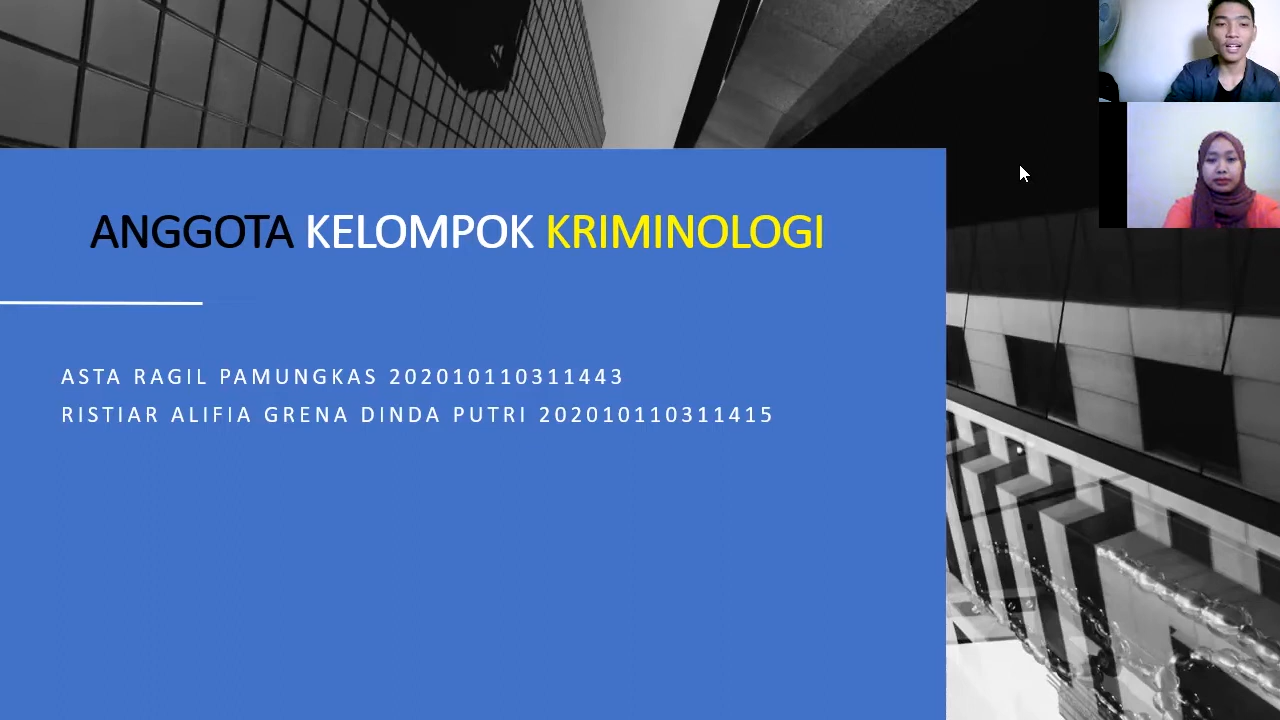 ANGGOTA KELOMPOK KRIMINOLOGI
ASTA RAGIL PAMUNGKAS 202010110311443
RISTIAR ALIFIA GRENA DINDA PUTRI 202010110311415